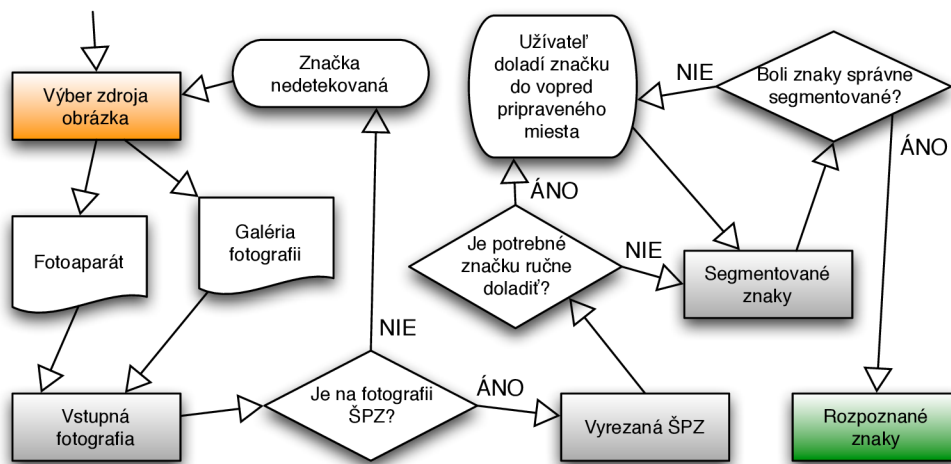 Výber zdroja
obrázka
Značka
nedetekovaná
Užívateľ
doladí značku
do vopred
pripraveného
miesta
NIE
Boli znaky správne
segmentované?
ÁNO
Fotoaparát
Galéria
fotografii
ÁNO
Je potrebné
značku ručne
doladiť?
NIE
Segmentované
znaky
NIE
Vstupná
fotografia
Je na fotografii
ŠPZ?
ÁNO
Vyrezaná ŠPZ
Rozpoznané
znaky